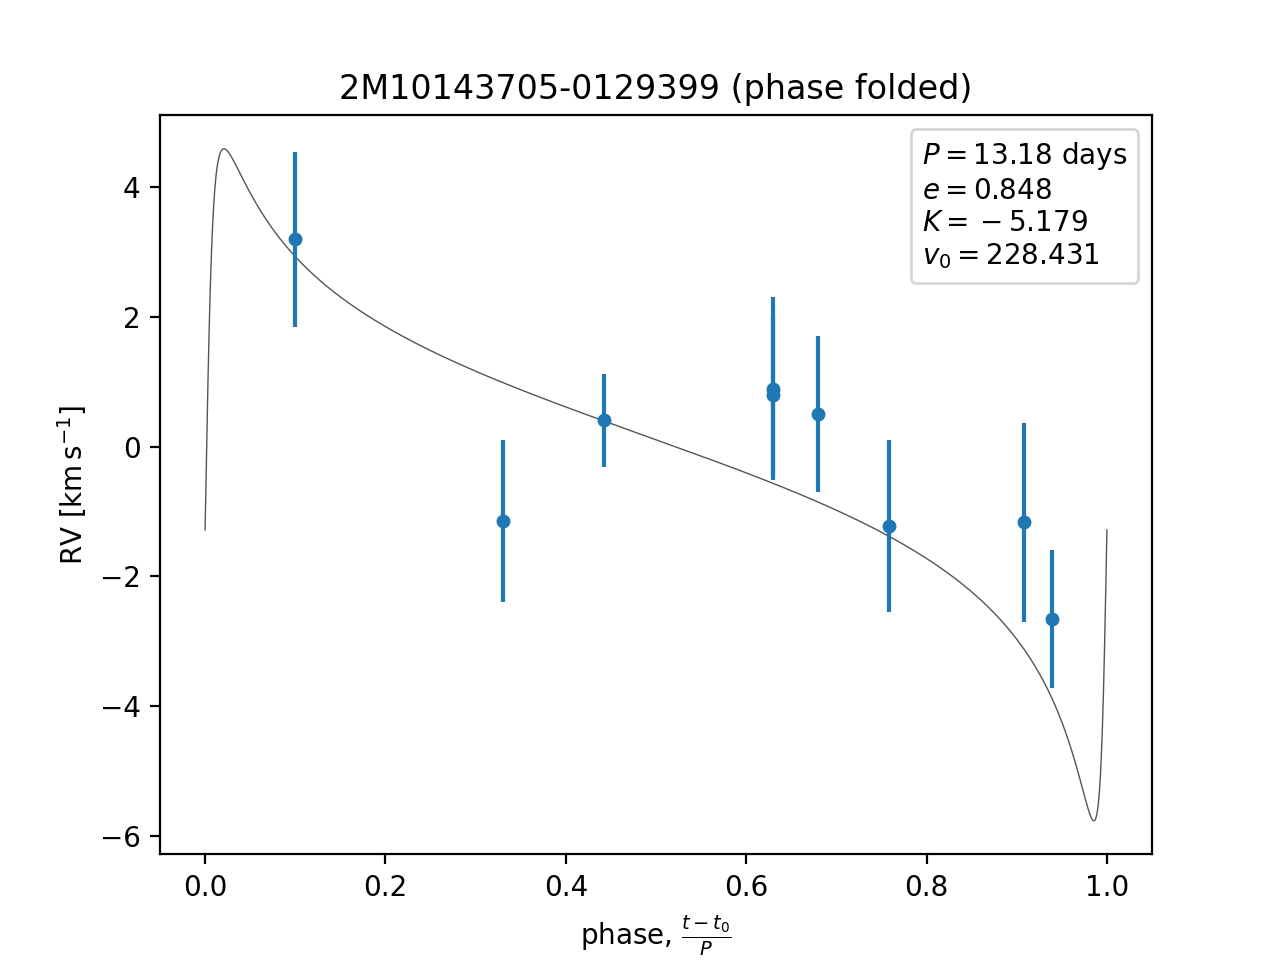 2M10143705-0129399 (phase folded)
P = 13.18 days
e = 0.848
K = −5.179
v₀ = 228.431
RV [km s⁻¹]
4
2
0
−2
−4
−6
0.0 0.2 0.4 0.6 0.8 1.0
phase, (t − t₀)/P